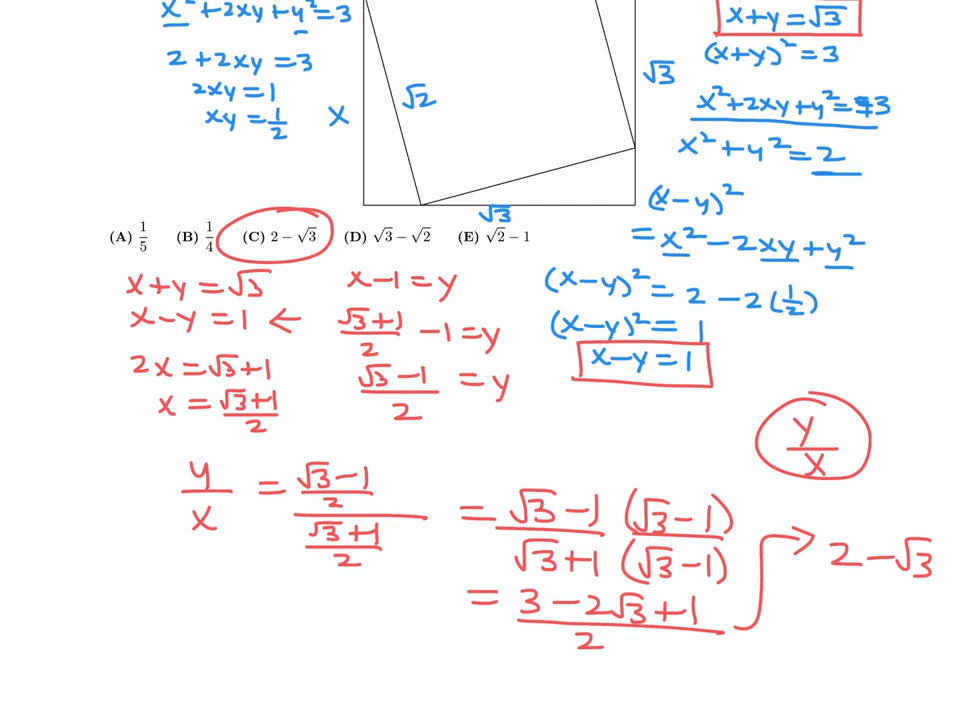 x² + 2xy + y² = 3
2 + 2xy = 3
2xy = 1
xy = 1/2
x
√2
√3
√3
x + y = √3
(x+y)² = 3
x² + 2xy + y² = 3
x² + y² = 2
(x-y)²
= x² - 2xy + y²
(x-y)² = 2 - 2(1/2)
(x-y)² = 1
x - y = 1
(A) 1/5 (B) 1/4 (C) 2 − √3 (D) √3 − √2 (E) √2 − 1
x + y = √3
x - y = 1 ←
2x = √3 + 1
x = (√3+1)/2
x - 1 = y
(√3+1)/2 - 1 = y
(√3-1)/2 = y
y/x
y/x = ((√3-1)/2)/((√3+1)/2) = (√3-1)/(√3+1) (√3-1)/(√3-1)
= (3 - 2√3 + 1)/2 → 2 - √3